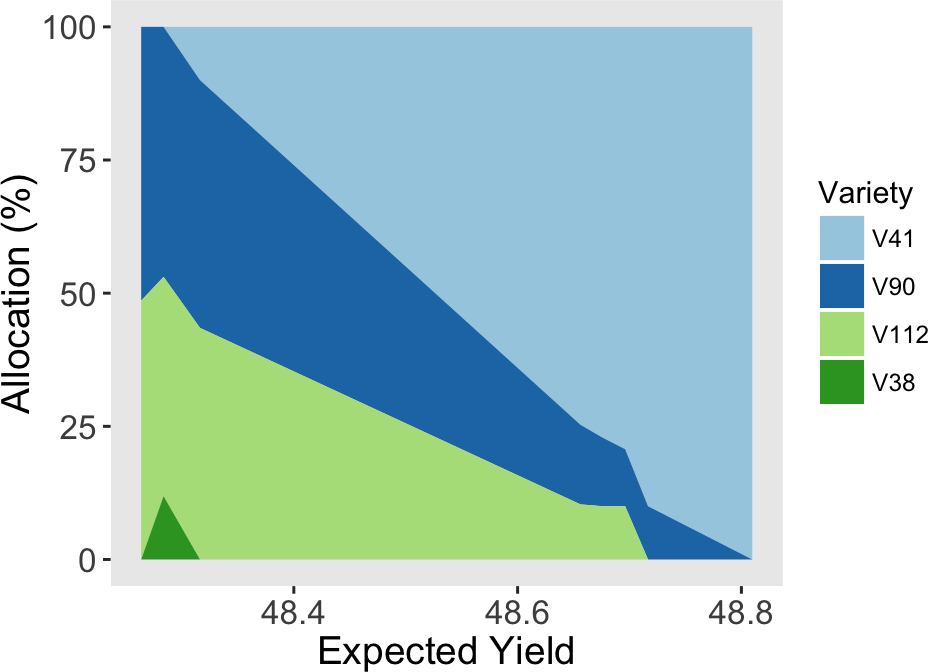 100
75
50
25
0
Allocation (%)
48.4 48.6 48.8
Expected Yield
Variety
V41
V90
V112
V38